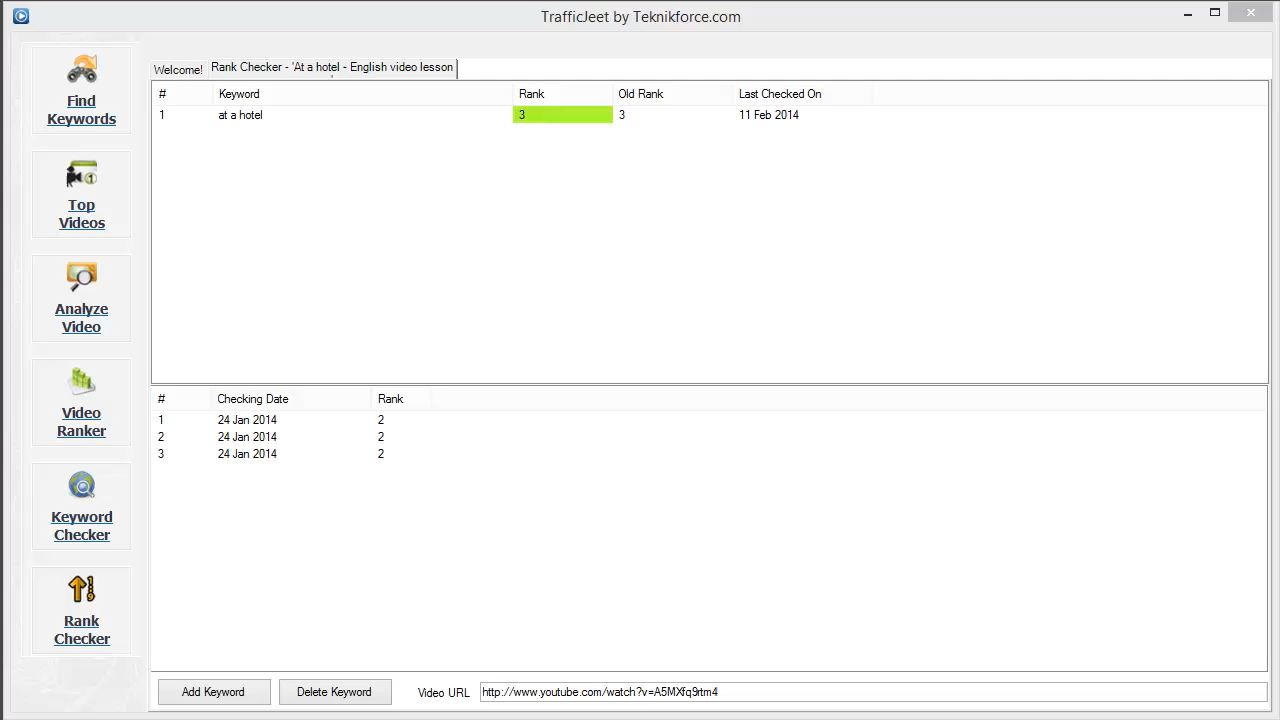 TrafficJeet by Teknikforce.com
Find
Keywords
Top
Videos
Analyze
Video
Video
Ranker
Keyword
Checker
Rank
Checker
Welcome! Rank Checker - 'At a hotel - English video lesson
# Keyword Rank Old Rank Last Checked On
1 at a hotel 3 3 11 Feb 2014
# Checking Date Rank
1 24 Jan 2014 2
2 24 Jan 2014 2
3 24 Jan 2014 2
Add Keyword Delete Keyword Video URL http://www.youtube.com/watch?v=A5MXfq9rtm4